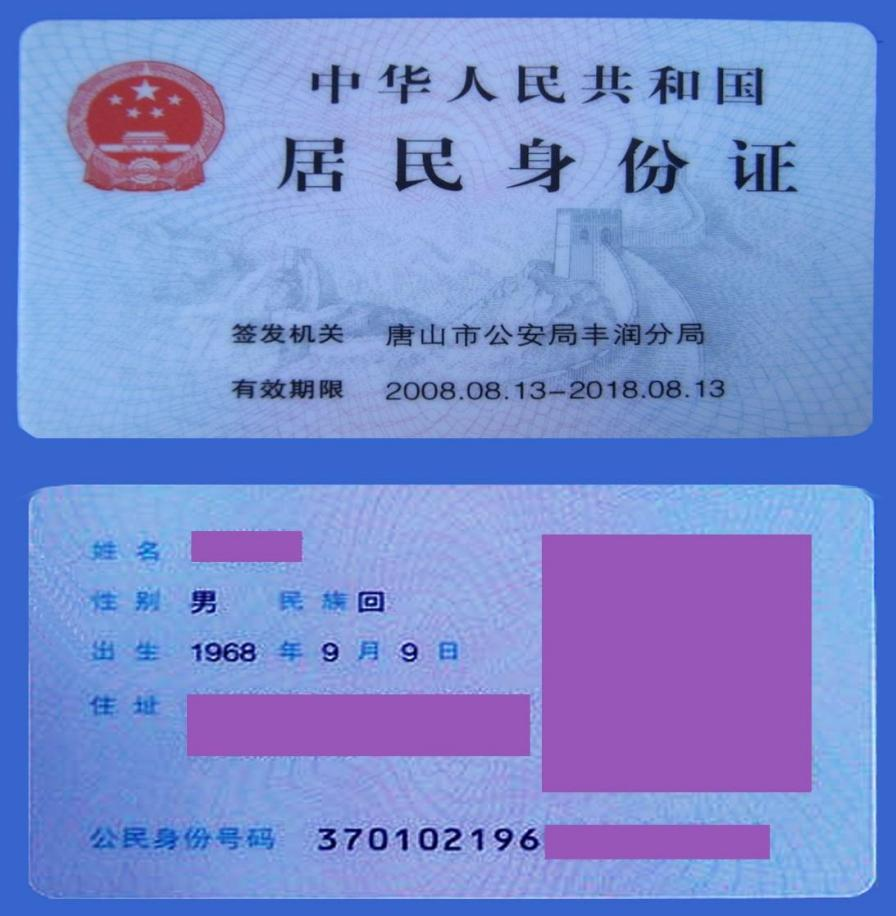 中华人民共和国
居民身份证
签发机关 唐山市公安局丰润分局
有效期限 2008.08.13-2018.08.13
姓名
性别 男 民族 回
出生 1968 年 9 月 9 日
住址
公民身份号码 370102196